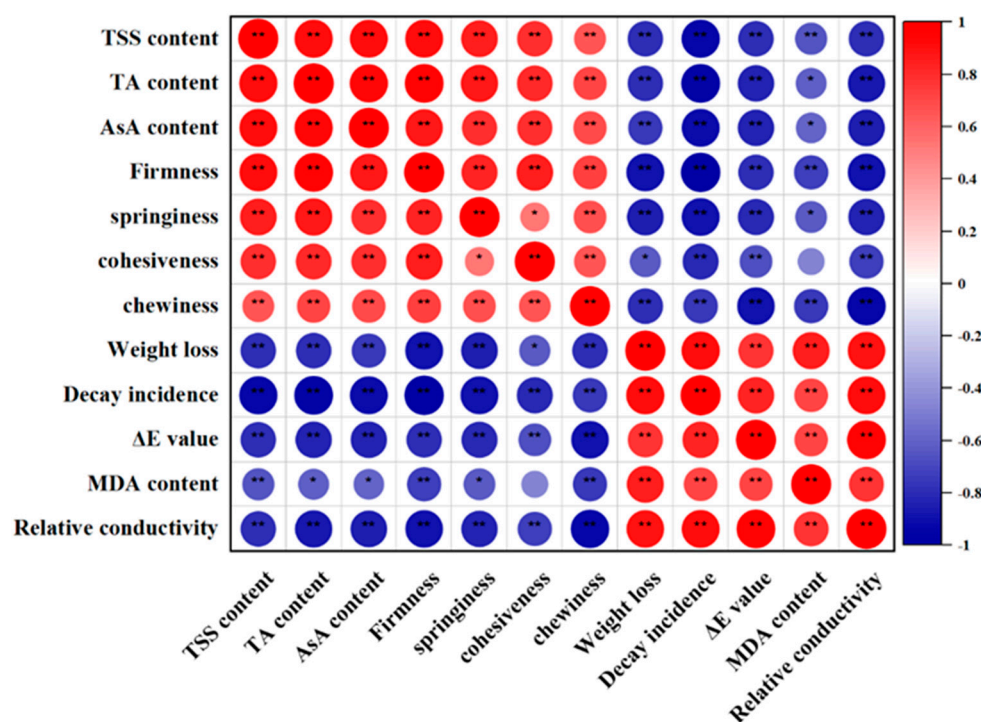 TSS content ** ** ** ** ** ** ** ** ** ** ** **
TA content ** ** ** ** ** ** ** ** ** ** * **
AsA content ** ** ** ** ** ** ** ** ** ** * **
Firmness ** ** ** ** ** ** ** ** ** ** ** **
springiness ** ** ** ** ** * ** ** ** ** * **
cohesiveness ** ** ** ** * ** ** * ** ** **
chewiness ** ** ** ** ** ** ** ** ** ** ** **
Weight loss ** ** ** ** ** * ** ** ** ** ** **
Decay incidence ** ** ** ** ** ** ** ** ** ** ** **
ΔE value ** ** ** ** ** ** ** ** ** ** ** **
MDA content ** * * ** * ** ** ** ** ** **
Relative conductivity ** ** ** ** ** ** ** ** ** ** ** **
TSS content
TA content
AsA content
Firmness
springiness
cohesiveness
chewiness
Weight loss
Decay incidence
ΔE value
MDA content
Relative conductivity
1
0.8
0.6
0.4
0.2
0
-0.2
-0.4
-0.6
-0.8
-1